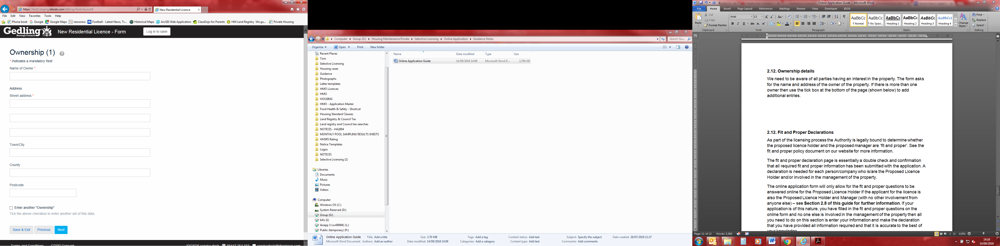 https://test2.staging.idoxds.com/dsfx/xp/form/launch#
New Residential Licence
File Edit View Favorites Tools Help
Phone book Google Google Maps newsnow Football - Latest News, Tr... Historical Maps ArcGIS Web Application ClassDojo for Parents HM Land Registry We gu... Private Housing
Gedling
Borough Council
New Residential Licence - Form
Log in to save
Ownership (1)
* Indicates a mandatory field
Name of Owner *
Address
Street address *
Town/City
County
Postcode
Enter another "Ownership"
Tick the above checkbox to enter another set of this data.
Save & Exit Previous Next
Terms and Conditions GDPR Consent
Computer Group (G:) Housing Maintenance Private Selective Licensing Online Application Guidance Notes
Search Gui...
Organize Open Print New folder
Recent Places
Tom
Selective Licensing
Housing cases
Guidance
Photographs
Letter templates
HMO Licences
HMO
HOUSING
HMO - Application Master
Food Health & Safety - Shortcut
Housing Standard Clauses
Land Registry & Council Tax
Land registry and Council tax searches
NOTICES - HA2004
MONTHLY POOL SAMPLING RESULTS SHEETS
HHSRS Rating
Notice Templates
Logos
NOTICES
Selective Licensing (2)
Libraries
Documents
Music
Pictures
Videos
Computer
Windows OS (C:)
System Reserved (D:)
Group (G:)
Info (I:)
ibsapp (\\svr00094) (L:)
Public (temporary) (P:)
Name Date modified Type Size
Online Application Guide 14/09/2018 14:09 Microsoft Word D... 3,794 KB
Online Application Guide Title: Add a title Size: 3.70 MB Tags: Add a tag Content status: Add text Subject: Specify the subject Date created: 26/07/2018 11:27
Microsoft Word Document Authors: Add an author Date modified: 14/09/2018 14:09 Categories: Add a category Content type: Add text Comments: Add comments
Online Application Guide - Microsoft Word
File Home Insert Page Layout References Mailings Review View Developer IDOX
Cut
Copy
Format Painter
Paste
Clipboard
Arial 12
Font
Paragraph
AaBbCc AaBbCc AaBbCc AaBbCc AaBbCc AaBbCcI
¶ Normal ¶ No Spaci... Heading 1 Heading 2 Heading 3 Heading 4
Change Styles
Styles
Find
Replace
Select
Editing
2.12. Ownership details
We need to be aware of all parties having an interest in the property. The form asks
for the name and address of the owner of the property. If there is more than one
owner then use the tick box at the bottom of the page (shown below) to add
additional entries.
2.12. Fit and Proper Declarations
As part of the licensing process the Authority is legally bound to determine whether
the proposed licence holder and the proposed manager are ‘fit and proper’. See the
fit and proper policy document on our website for more information.
The fit and proper declaration page is essentially a double check and confirmation
that all required fit and proper information has been submitted with the application. A
declaration is needed for each person/company who is/are the Proposed Licence
Holder and/or involved in the management of the property.
The online application form will only allow for the fit and proper questions to be
answered online for the Proposed Licence Holder if the applicant for the licence is
also the Proposed Licence Holder and Manager (with no other involvement from
anyone else) – see Section 2.8 of this guide for further information. If your
application is of this nature, you have filled in the fit and proper questions on the
online form and no one else is involved in the management of the property then all
you need to do on this section is enter your information and make the declaration
that you have provided all information required and that it is accurate to the best of
your knowledge.
Page: 11 of 12 Words: 3,360
110%
14:16
14/09/2018